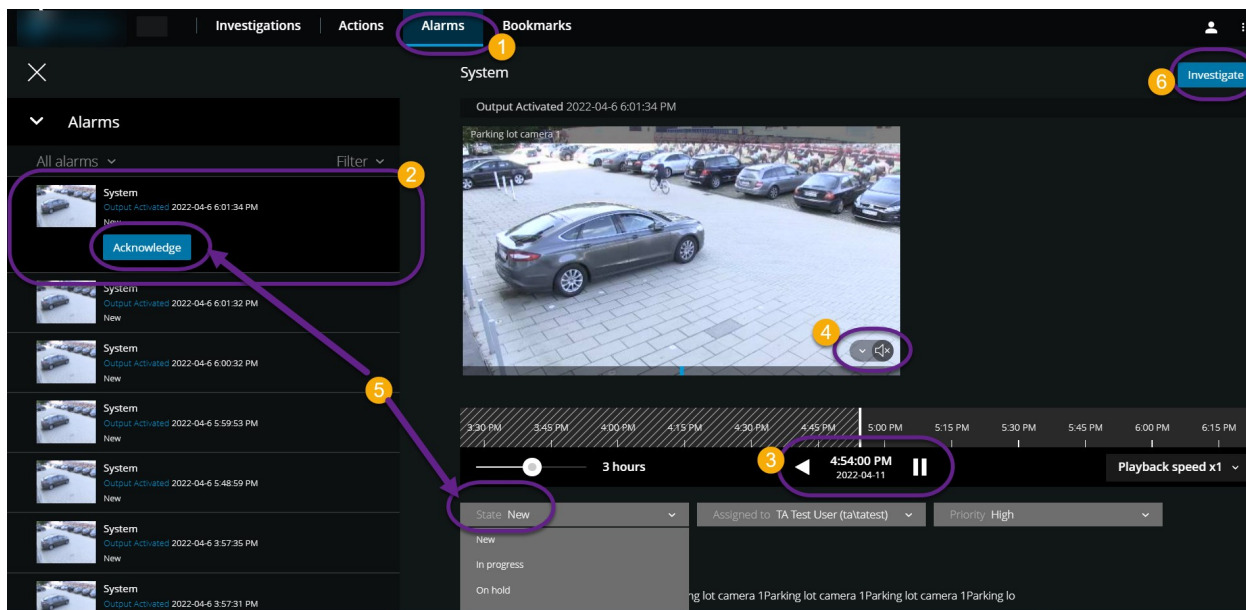 Investigations Actions Alarms Bookmarks
1
System
6
Investigate
Alarms
Output Activated 2022-04-6 6:01:34 PM
Parking lot camera 1
All alarms Filter
2
System
Output Activated 2022-04-6 6:01:34 PM
New
Acknowledge
System
Output Activated 2022-04-6 6:01:32 PM
New
System
Output Activated 2022-04-6 6:00:32 PM
New
System
Output Activated 2022-04-6 5:59:53 PM
New
System
Output Activated 2022-04-6 5:48:59 PM
New
System
Output Activated 2022-04-6 3:57:35 PM
New
System
Output Activated 2022-04-6 3:57:31 PM
4
5
3:30 PM 3:45 PM 4:00 PM 4:15 PM 4:30 PM 4:45 PM 5:00 PM 5:15 PM 5:30 PM 5:45 PM 6:00 PM 6:15 PM
3 hours
3
4:54:00 PM
2022-04-11
Playback speed x1
State New
Assigned to TA Test User (ta\tatest)
Priority High
New
In progress
On hold
ng lot camera 1Parking lot camera 1Parking lot camera 1Parking lo